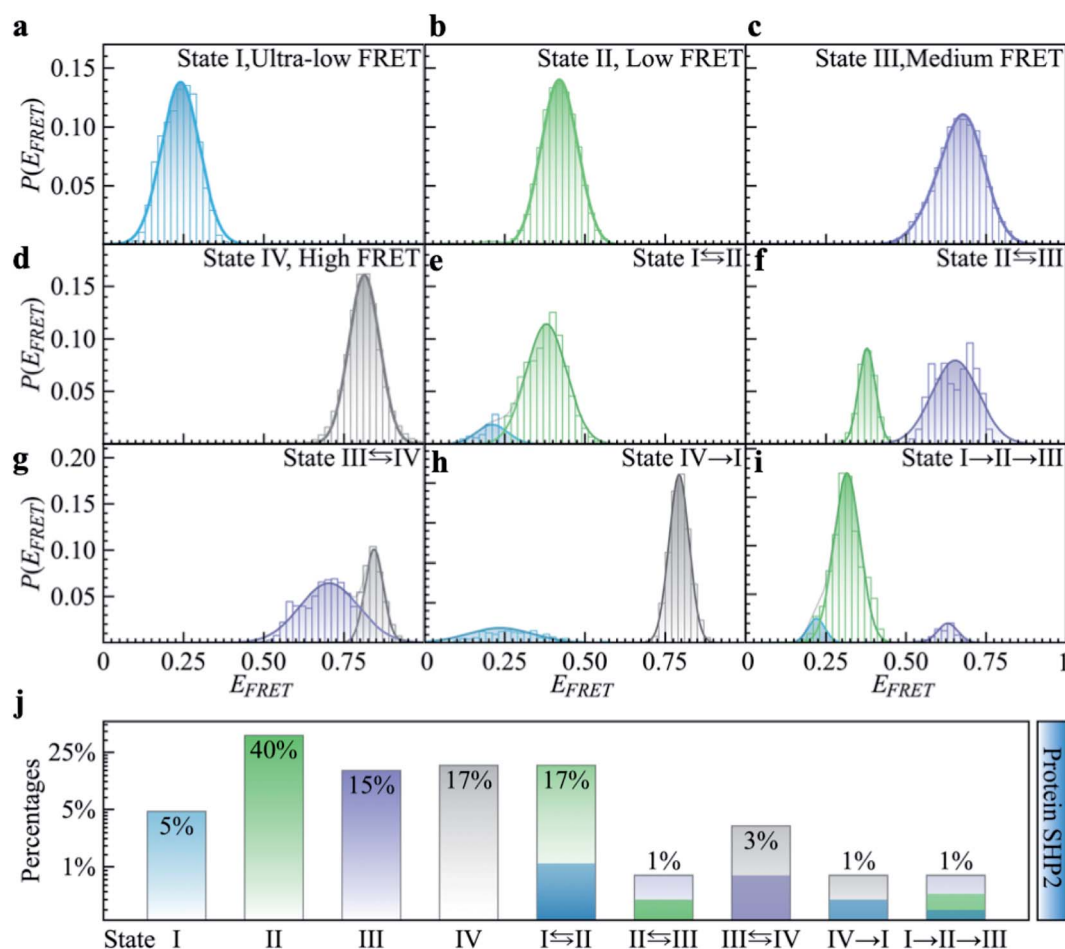 a
b
c
State I,Ultra-low FRET
State II, Low FRET
State III,Medium FRET
0.15
0.10
0.05
P(E_FRET)
d
e
f
State IV, High FRET
State I⇆II
State II⇆III
0.15
0.10
0.05
0
P(E_FRET)
g
h
i
State III⇆IV
State IV→I
State I→II→III
0.20
0.15
0.10
0.05
P(E_FRET)
0 0.25 0.50 0.75 0 0.25 0.50 0.75 0 0.25 0.50 0.75 1
E_FRET E_FRET E_FRET
j
Percentages
25%
5%
1%
5%
40%
15%
17%
17%
1%
3%
1%
1%
Protein SHP2
State I II III IV I⇆II II⇆III III⇆IV IV→I I→II→III